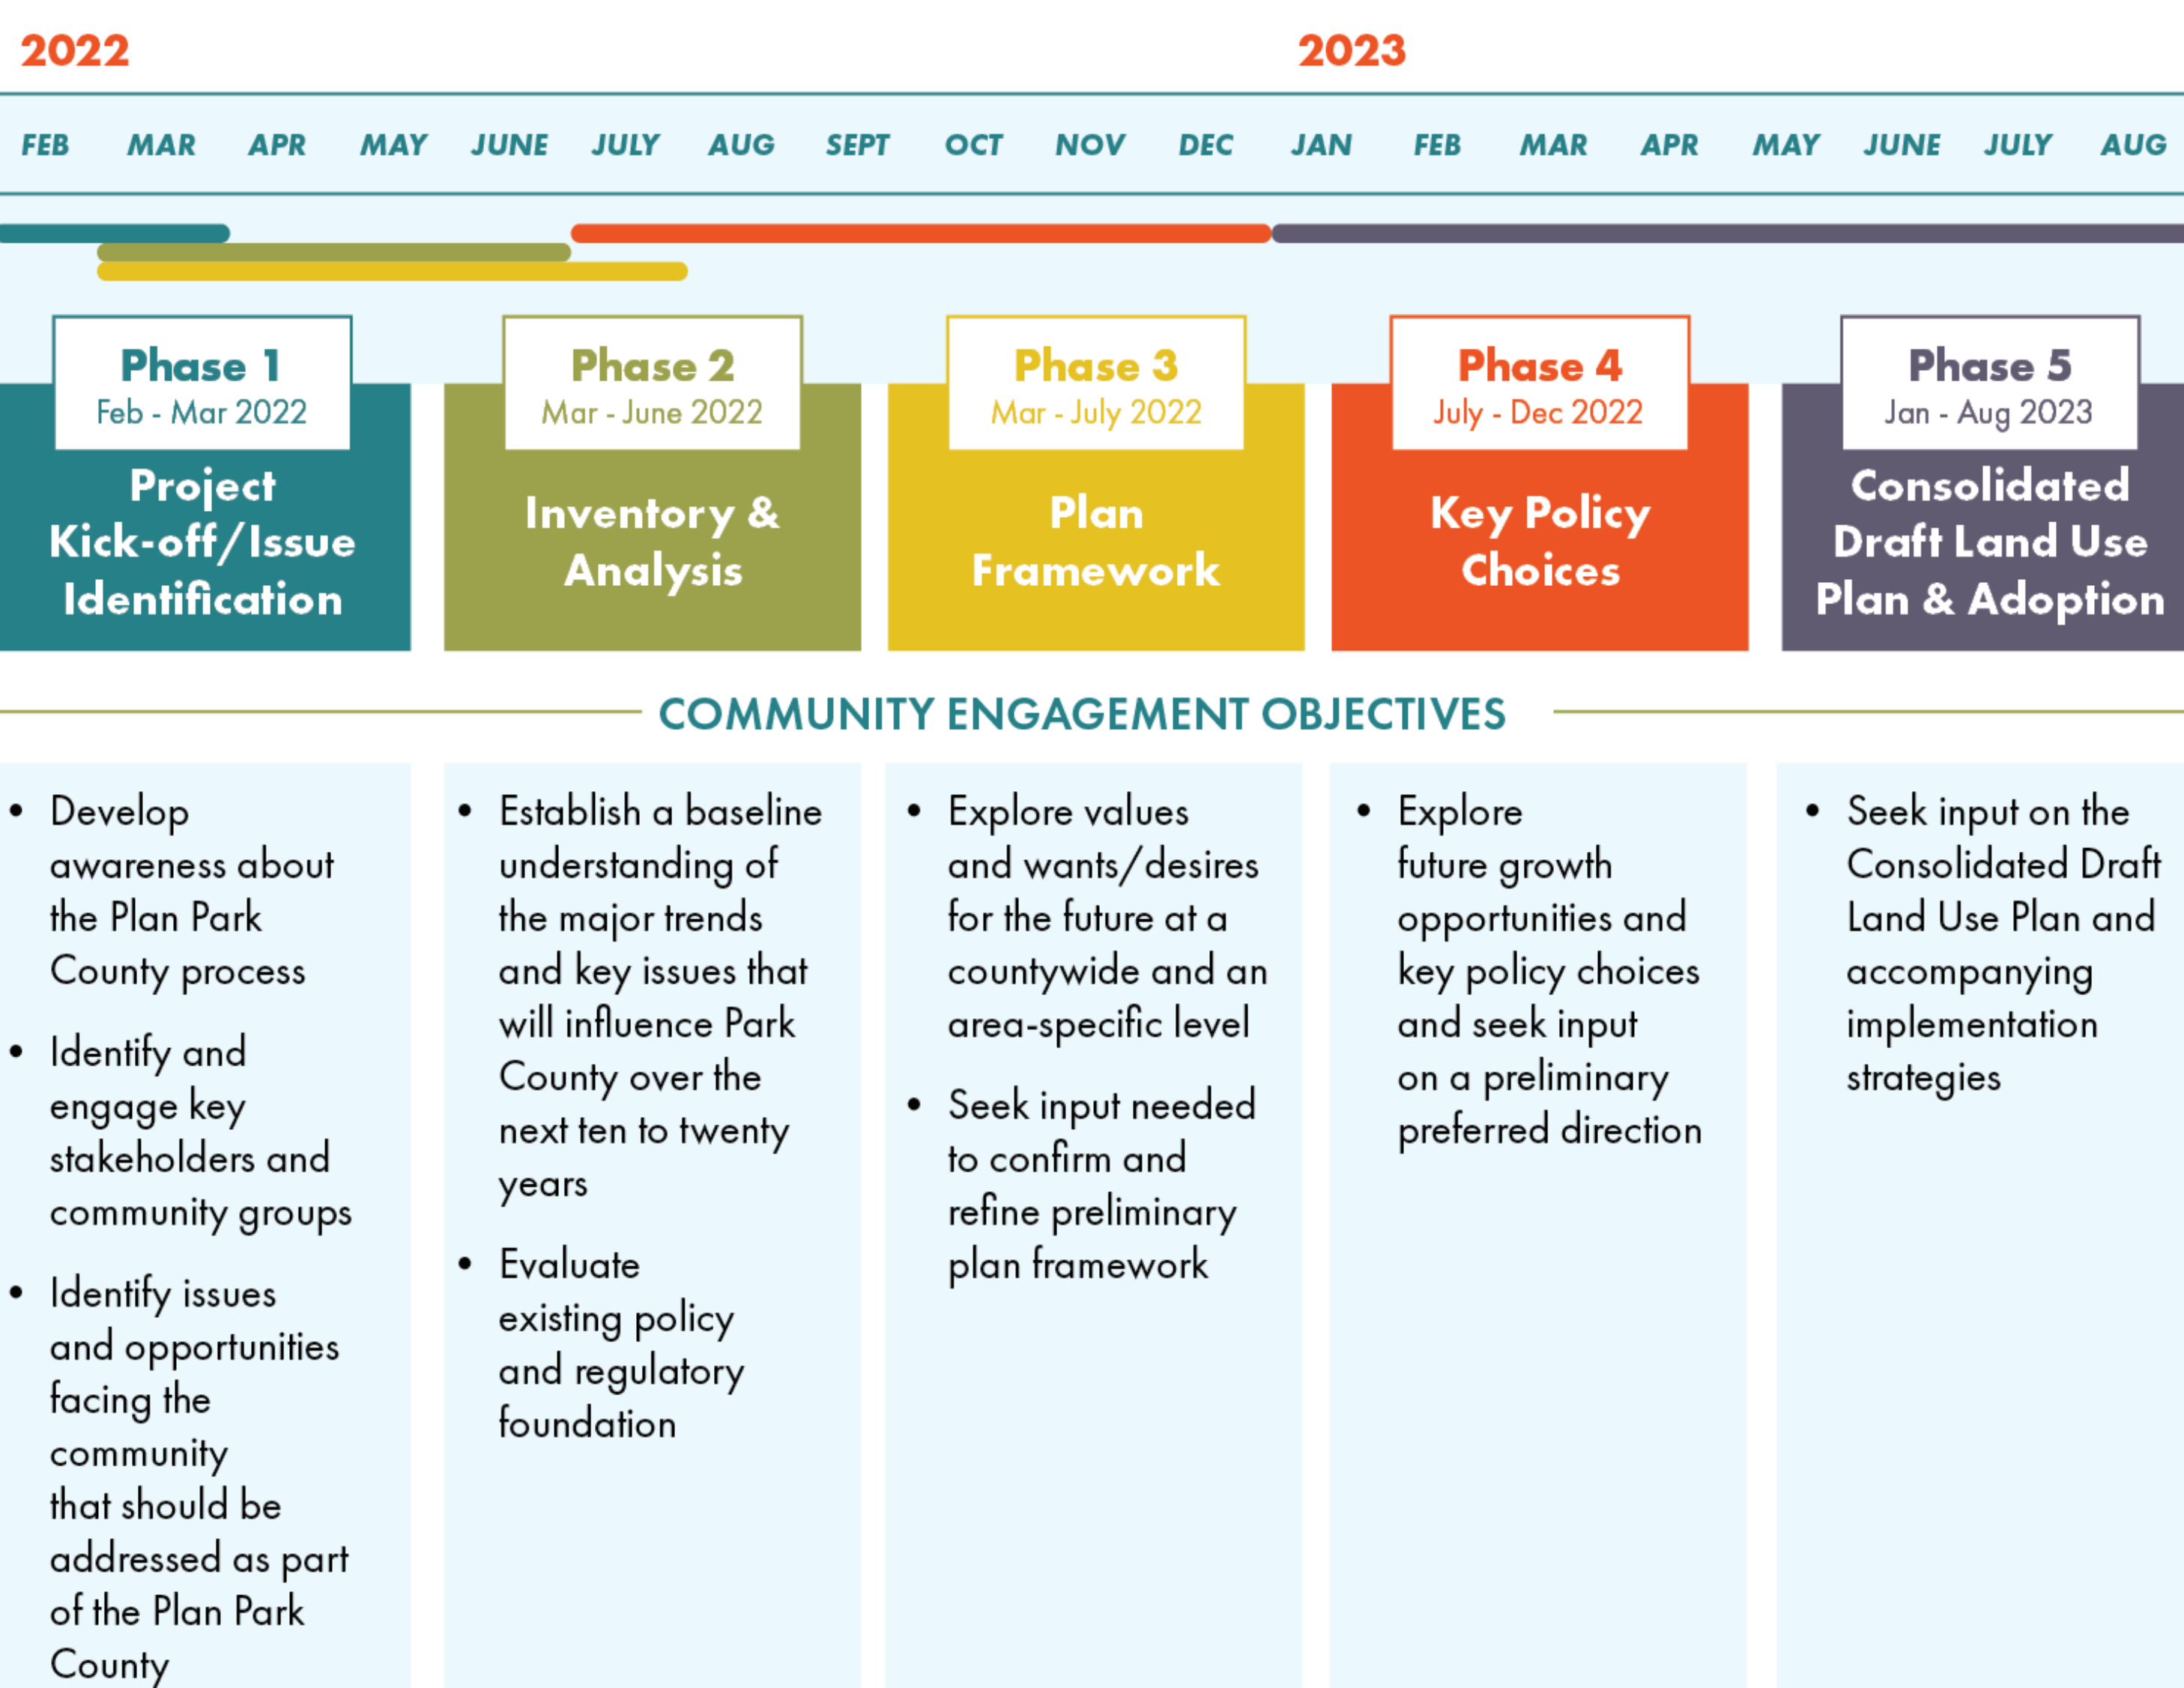 2022 2023
FEB MAR APR MAY JUNE JULY AUG SEPT OCT NOV DEC JAN FEB MAR APR MAY JUNE JULY AUG
Phase 1
Feb - Mar 2022
Project
Kick-off/Issue
Identification
Phase 2
Mar - June 2022
Inventory &
Analysis
Phase 3
Mar - July 2022
Plan
Framework
Phase 4
July - Dec 2022
Key Policy
Choices
Phase 5
Jan - Aug 2023
Consolidated
Draft Land Use
Plan & Adoption
COMMUNITY ENGAGEMENT OBJECTIVES
• Develop
awareness about
the Plan Park
County process
• Identify and
engage key
stakeholders and
community groups
• Identify issues
and opportunities
facing the
community
that should be
addressed as part
of the Plan Park
County
• Establish a baseline
understanding of
the major trends
and key issues that
will influence Park
County over the
next ten to twenty
years
• Evaluate
existing policy
and regulatory
foundation
• Explore values
and wants/desires
for the future at a
countywide and an
area-specific level
• Seek input needed
to confirm and
refine preliminary
plan framework
• Explore
future growth
opportunities and
key policy choices
and seek input
on a preliminary
preferred direction
• Seek input on the
Consolidated Draft
Land Use Plan and
accompanying
implementation
strategies